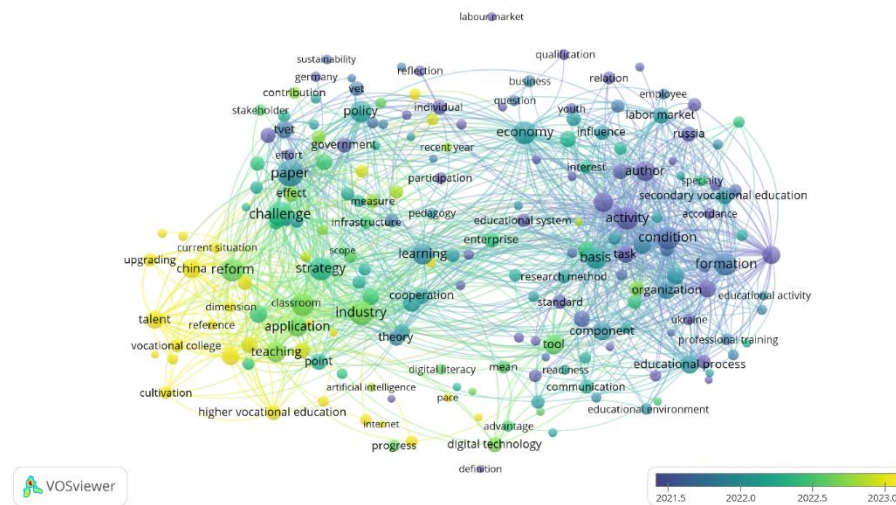 labour market
sustainability
qualification
germany
reflection
relation
contribution
vet
business
employee
stakeholder
policy
individual
question
youth
labor market
tvet
government
economy
influence
russia
effort
recent year
paper
participation
interest
author
specialty
effect
measure
secondary vocational education
challenge
infrastructure
pedagogy
educational system
activity
accordance
current situation
scope
learning
enterprise
basis
task
condition
upgrading
china
reform
strategy
research method
formation
dimension
classroom
cooperation
standard
organization
educational activity
talent
reference
application
industry
theory
component
ukraine
vocational college
teaching
point
tool
professional training
digital literacy
mean
readiness
educational process
cultivation
artificial intelligence
pace
communication
higher vocational education
internet
advantage
educational environment
progress
digital technology
definition
VOSviewer
2021.5 2022.0 2022.5 2023.0